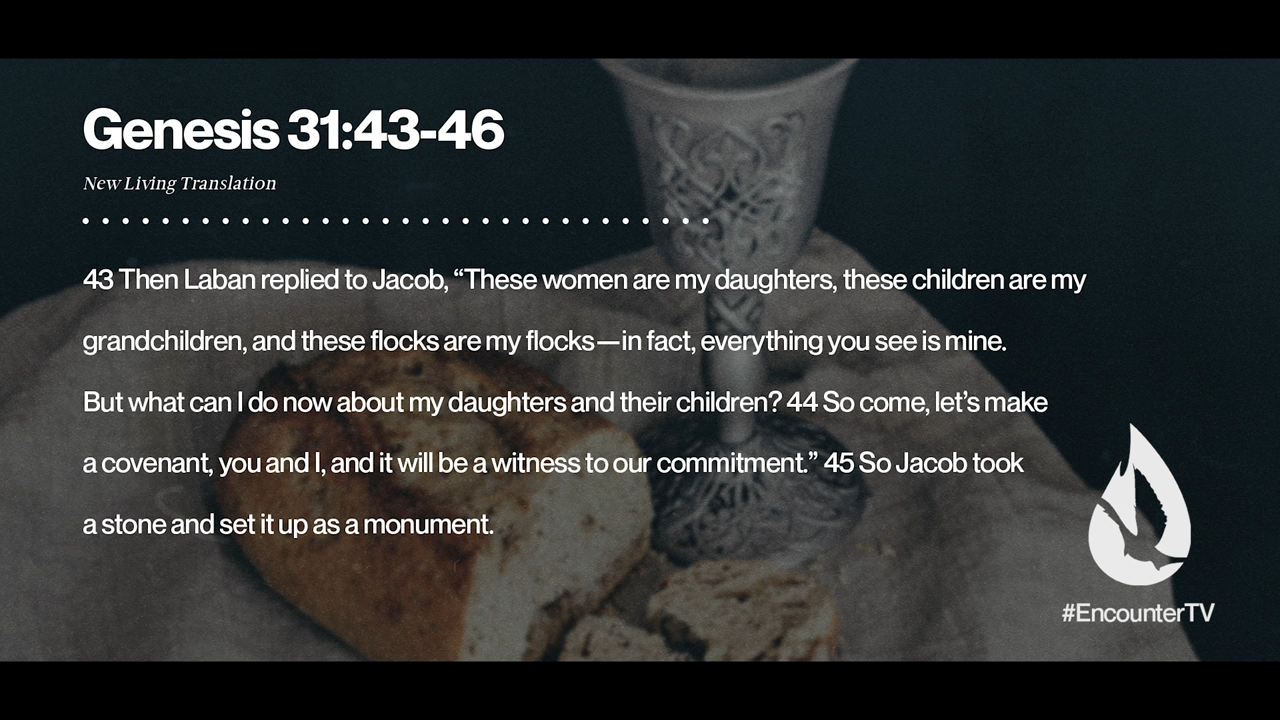 Genesis 31:43-46
New Living Translation
43 Then Laban replied to Jacob, “These women are my daughters, these children are my
grandchildren, and these flocks are my flocks—in fact, everything you see is mine.
But what can I do now about my daughters and their children? 44 So come, let’s make
a covenant, you and I, and it will be a witness to our commitment.” 45 So Jacob took
a stone and set it up as a monument.
#EncounterTV